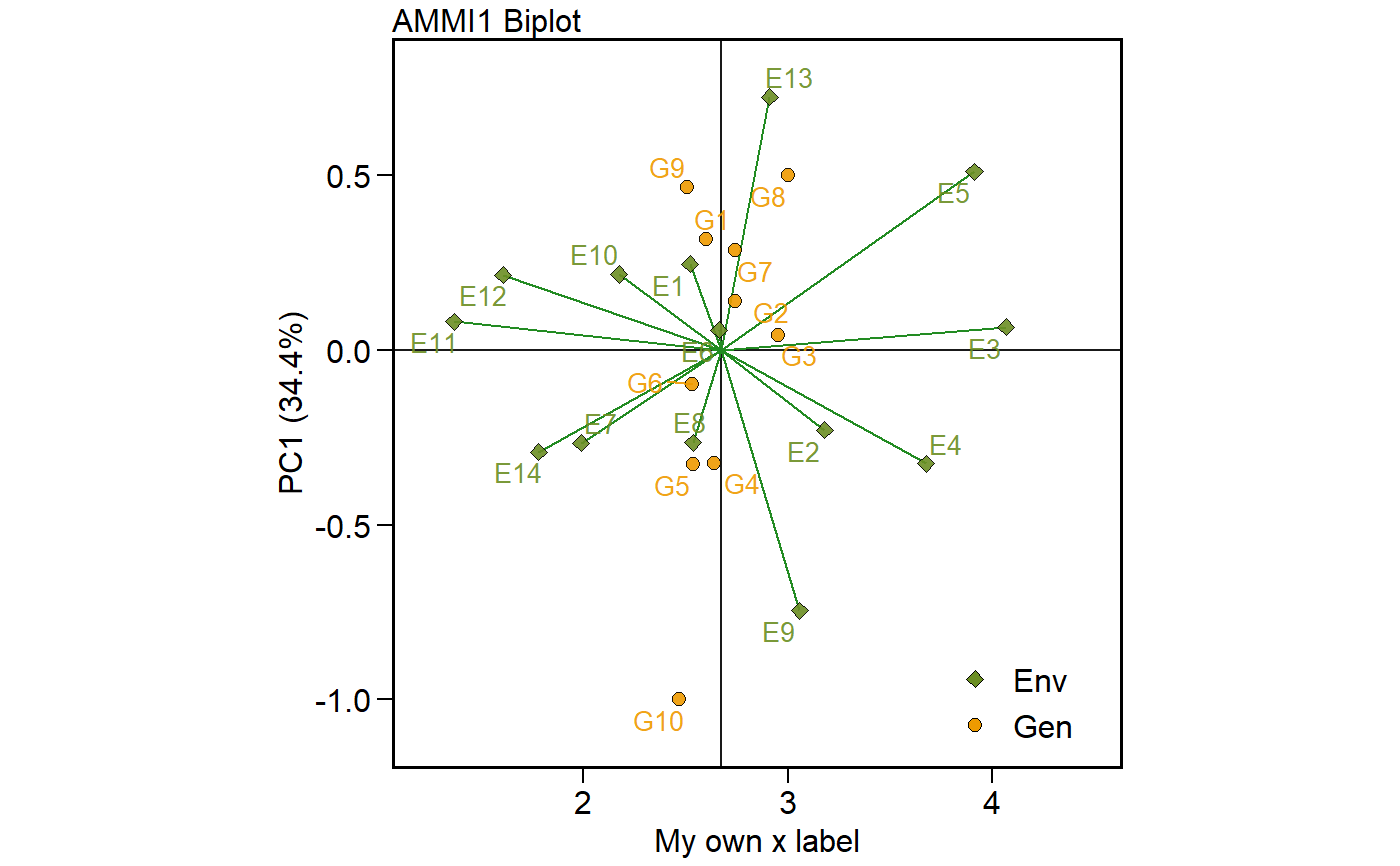 AMMI1 Biplot
E13
G9
E5
G8
G1
E10
G7
E1
E12
G2
E11
E3
E6
G3
G6
E7
E8
E4
E2
E14
G5
G4
E9
G10
0.5
0.0
-0.5
-1.0
PC1 (34.4%)
Env
Gen
2
3
4
My own x label